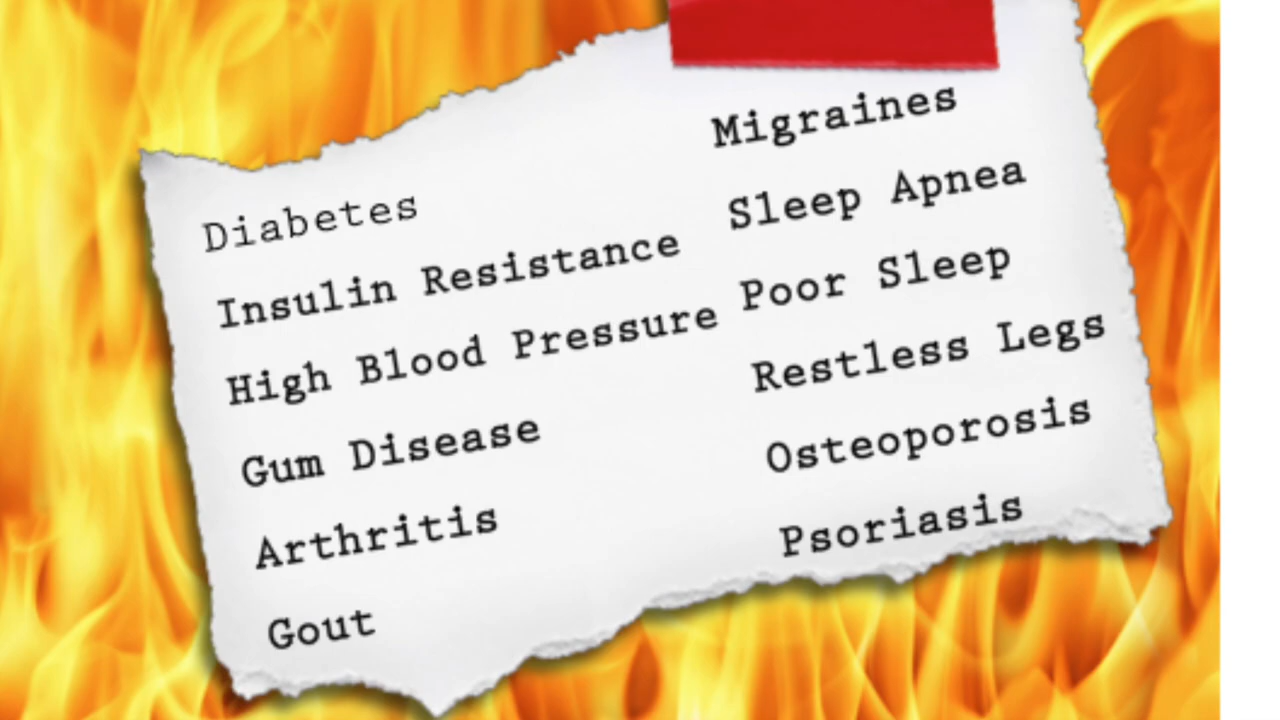 Diabetes
Insulin Resistance
High Blood Pressure
Gum Disease
Arthritis
Gout
Migraines
Sleep Apnea
Poor Sleep
Restless Legs
Osteoporosis
Psoriasis